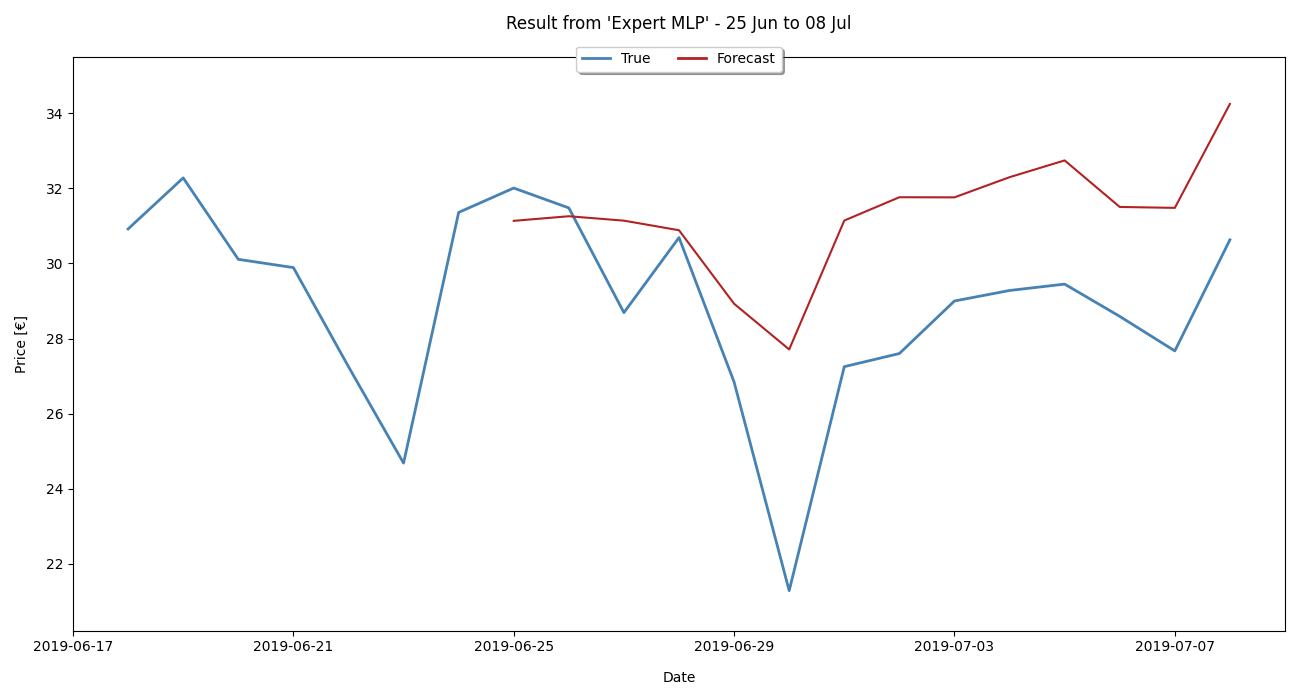 Result from 'Expert MLP' - 25 Jun to 08 Jul
True Forecast
34
32
30
28
26
24
22
Price [€]
2019-06-17 2019-06-21 2019-06-25 2019-06-29 2019-07-03 2019-07-07
Date